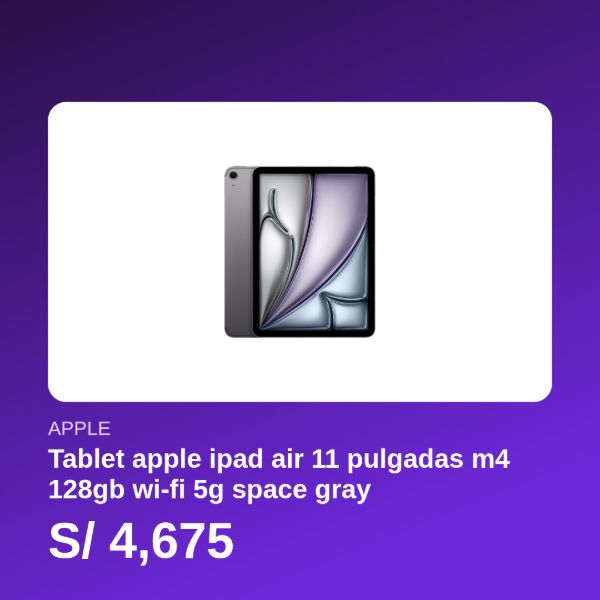 APPLE
Tablet apple ipad air 11 pulgadas m4
128gb wi-fi 5g space gray
S/ 4,675